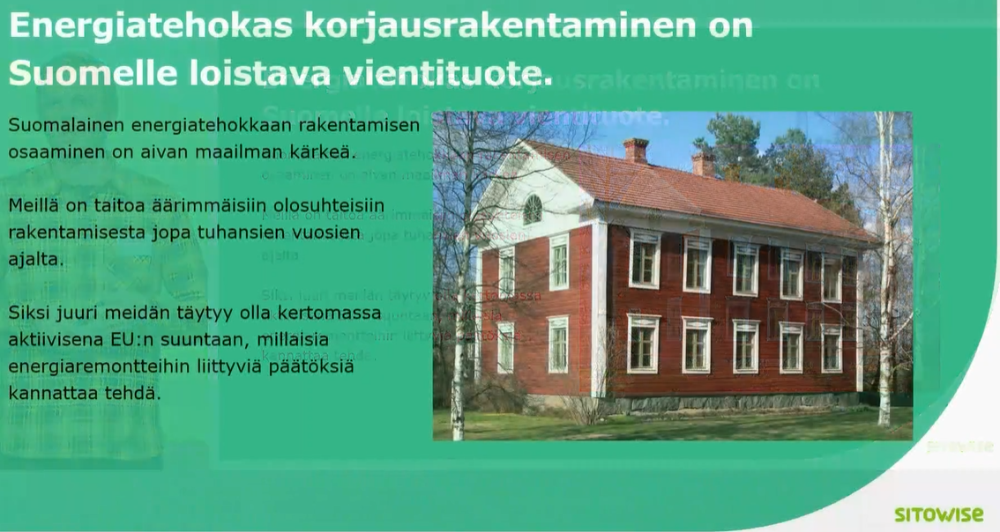 Energiatehokas korjausrakentaminen on
Suomelle loistava vientituote.
Suomalainen energiatehokkaan rakentamisen
osaaminen on aivan maailman kärkeä.
Meillä on taitoa äärimmäisiin olosuhteisiin
rakentamisesta jopa tuhansien vuosien
ajalta.
Siksi juuri meidän täytyy olla kertomassa
aktiivisena EU:n suuntaan, millaisia
energiaremontteihin liittyviä päätöksiä
kannattaa tehdä.
SITOWISE